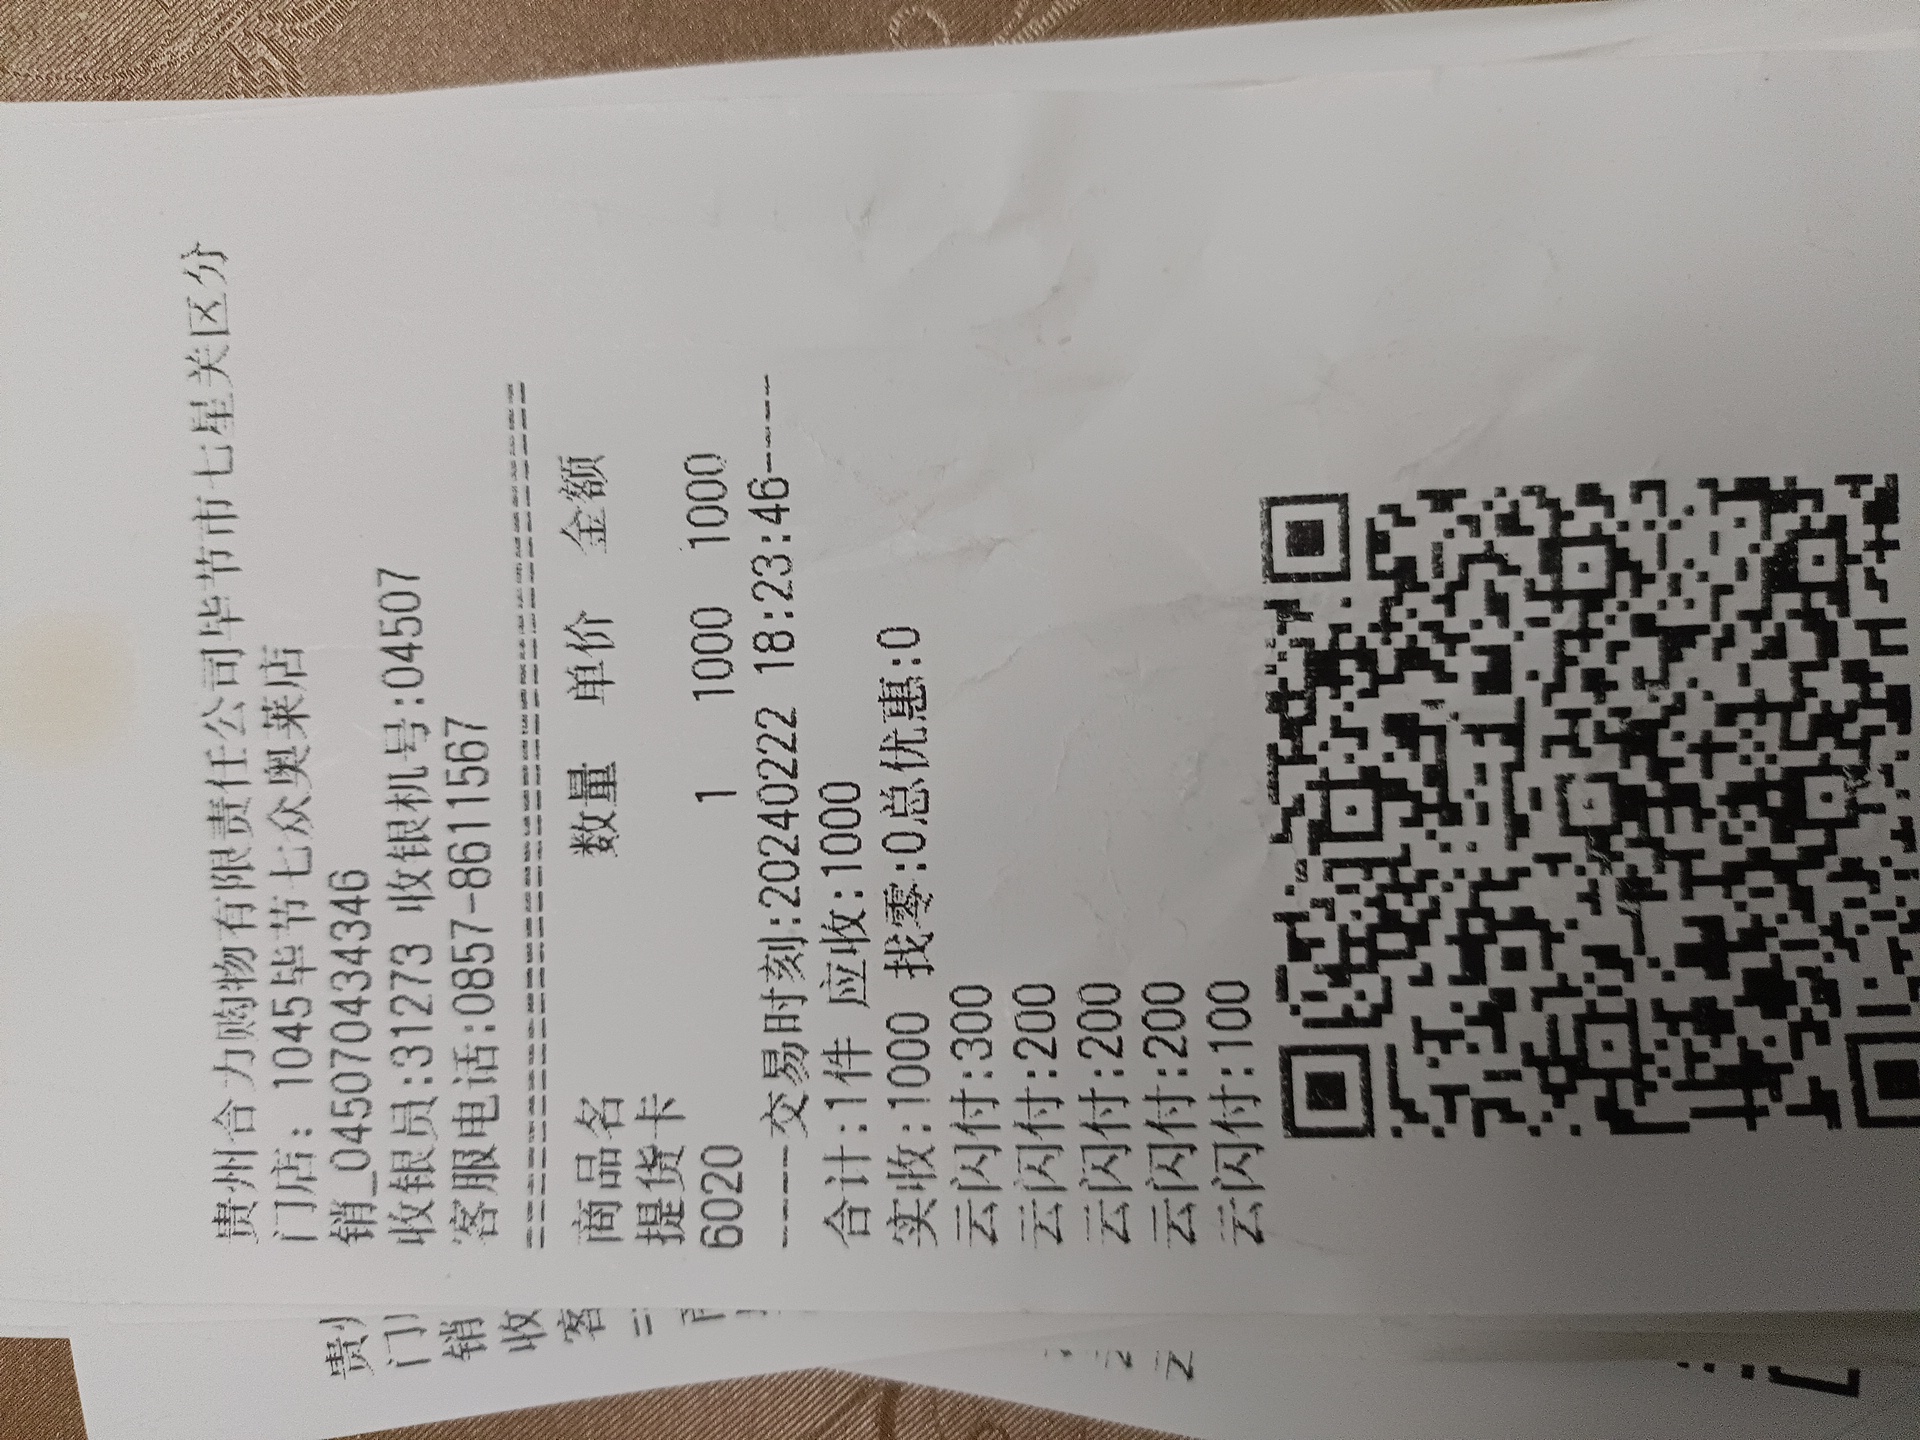 贵州合力购物有限责任公司毕节市七星关区分
门店: 1045毕节七众奥莱店
销_045070434346
收银员:31273 收银机号:04507
客服电话:0857-8611567
========================================
商品名 数量 单价 金额
提货卡
6020 1 1000 1000
-----交易时刻:20240222 18:23:46-----
合计:1件 应收:1000
实收:1000 找零:0总优惠:0
云闪付:300
云闪付:200
云闪付:200
云闪付:200
云闪付:100
贵
门
销
收
客